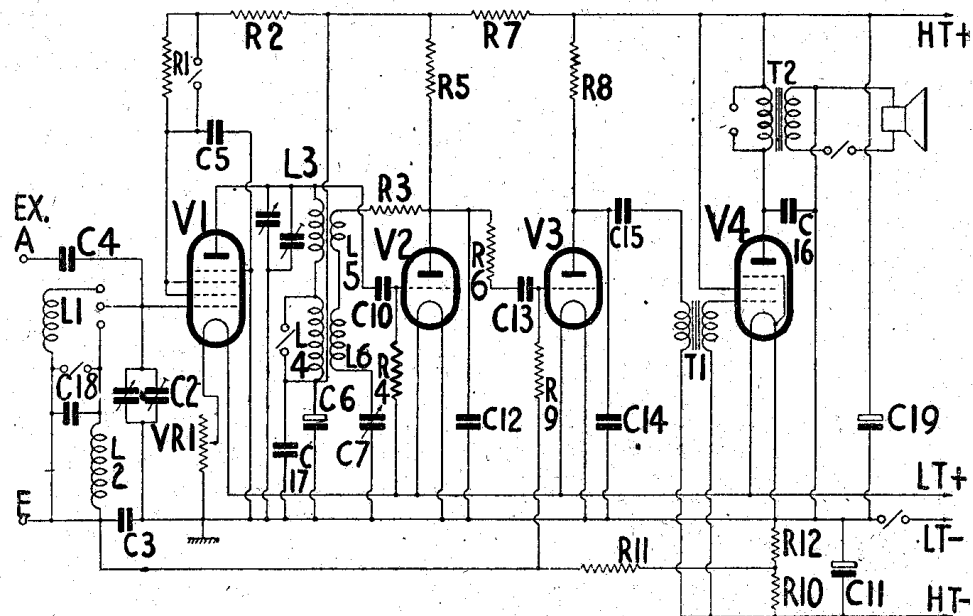 R2
R7
HT+
R1
R5
R8
T2
C5
L3
R3
EX.
A
C4
V1
V2
V3
V4
C15
C
16
L
5
R
6
L1
C10
C13
T1
L
4
L6
R
4
C18
C2
C6
R
9
VR1
C7
C12
C14
C19
L
2
C
17
LT+
E
C3
LT-
R11
R12
R10
C11
HT-